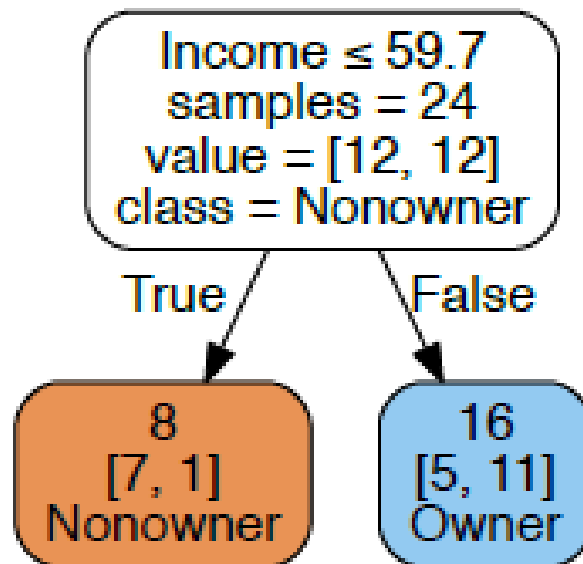 Income ≤ 59.7
samples = 24
value = [12, 12]
class = Nonowner
True
False
8
[7, 1]
Nonowner
16
[5, 11]
Owner